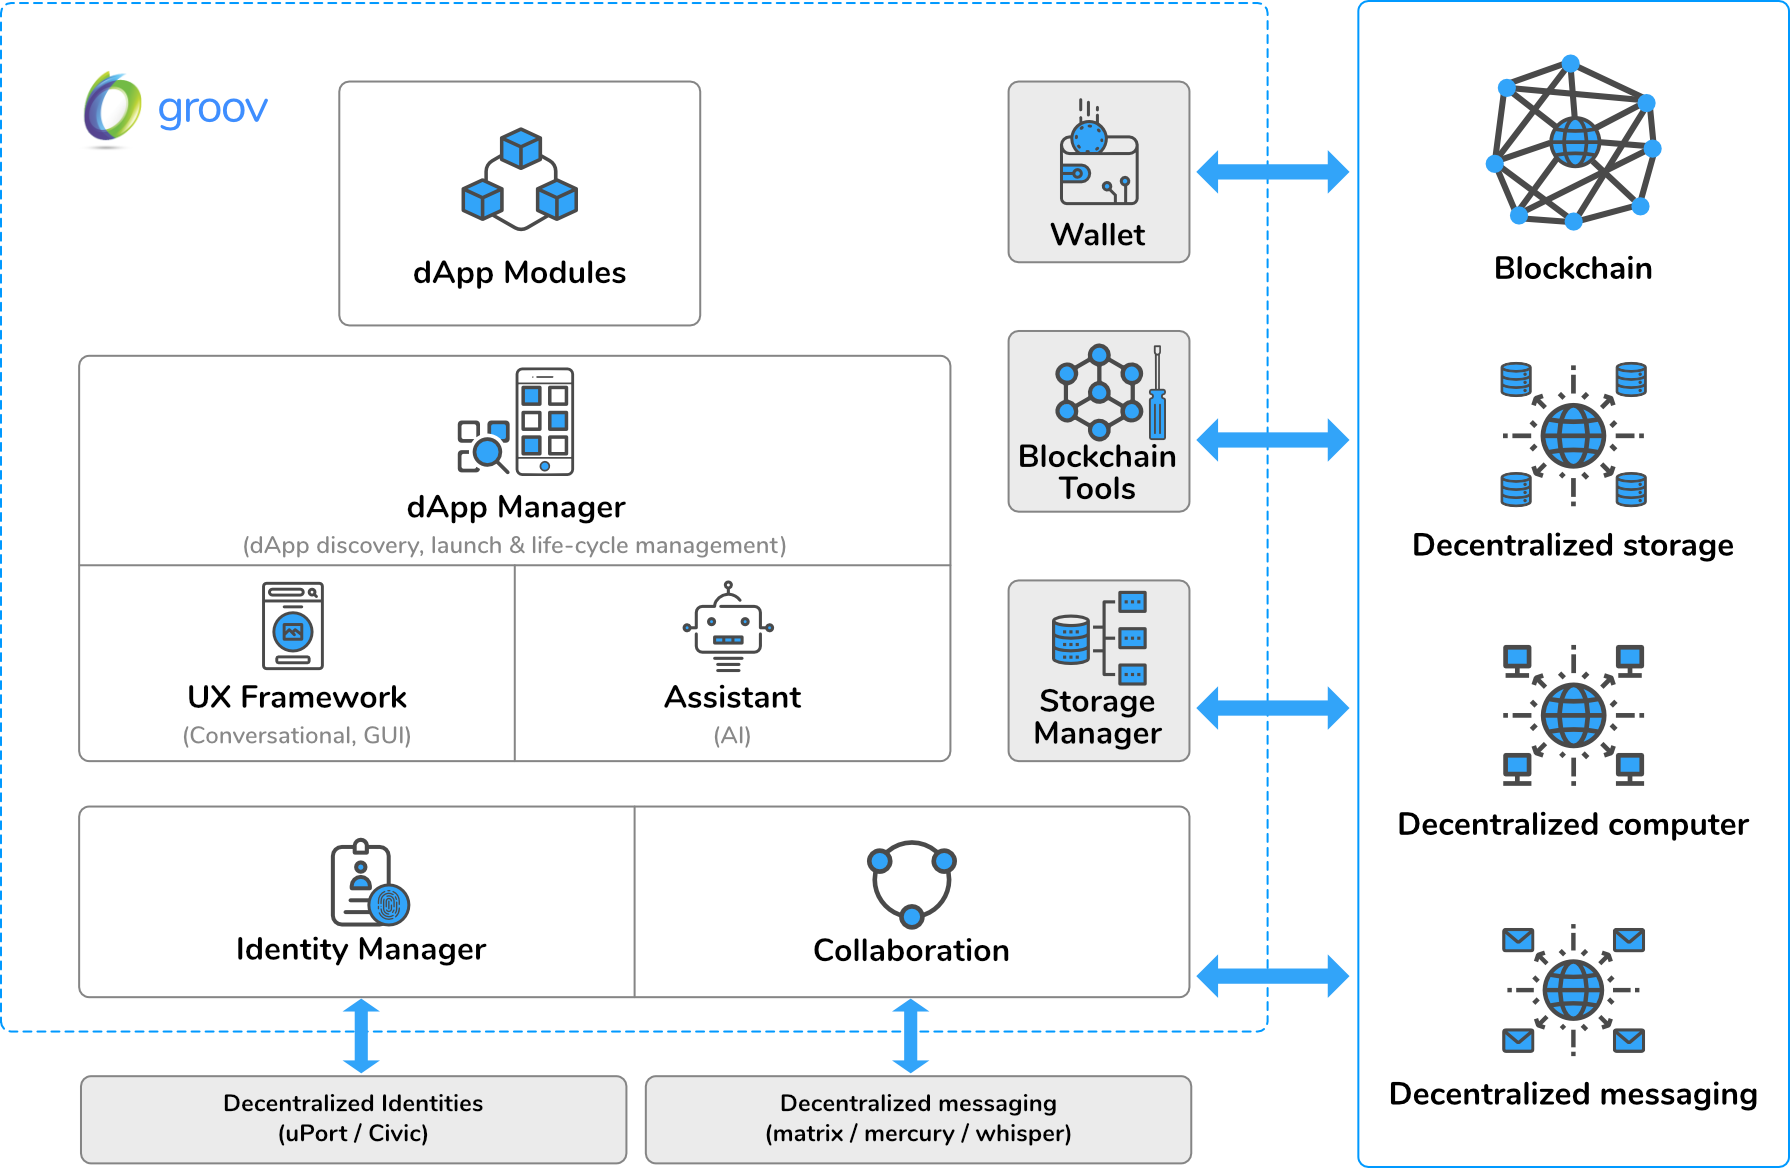 groov
dApp Modules
Wallet
Blockchain
dApp Manager
(dApp discovery, launch & life-cycle management)
Blockchain
Tools
Decentralized storage
UX Framework
(Conversational, GUI)
Assistant
(AI)
Storage
Manager
Decentralized computer
Identity Manager
Collaboration
Decentralized messaging
Decentralized Identities
(uPort / Civic)
Decentralized messaging
(matrix / mercury / whisper)